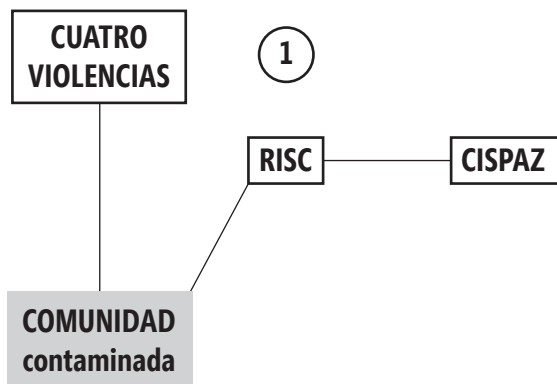 CUATRO
VIOLENCIAS
1
RISC
CISPAZ
COMUNIDAD
contaminada